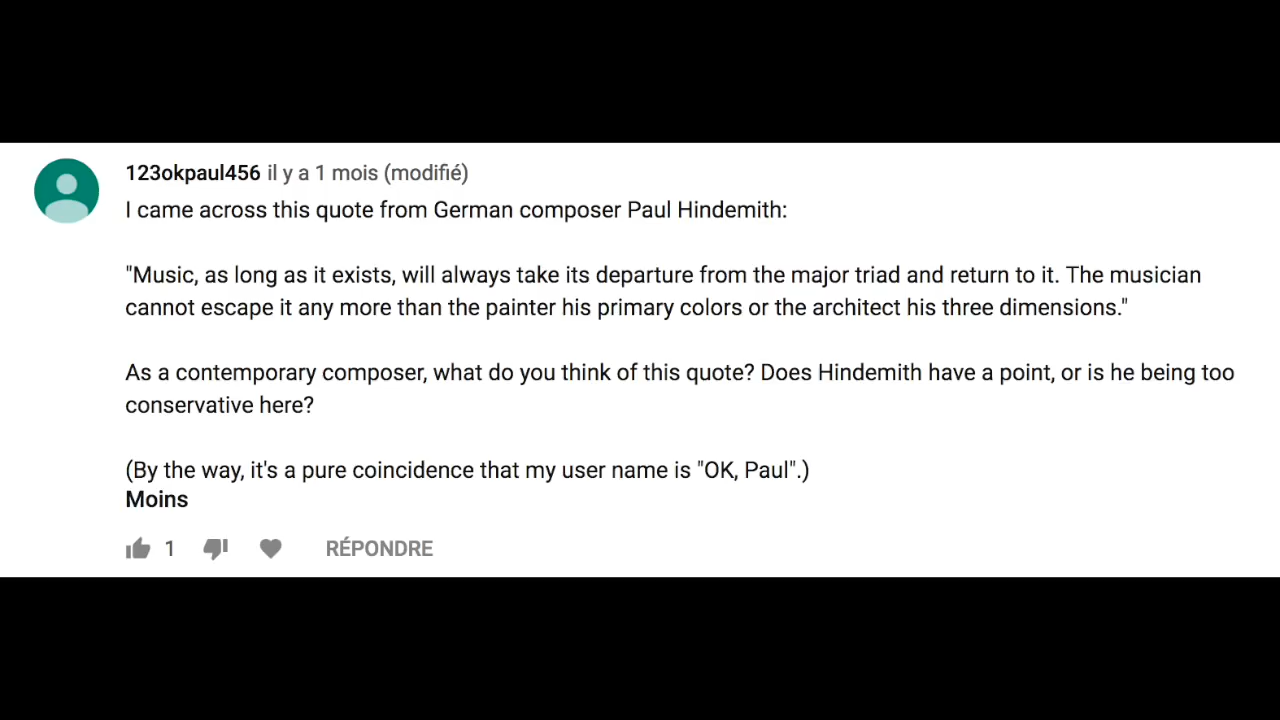 123okpaul456 il y a 1 mois (modifié)
I came across this quote from German composer Paul Hindemith:
"Music, as long as it exists, will always take its departure from the major triad and return to it. The musician
cannot escape it any more than the painter his primary colors or the architect his three dimensions."
As a contemporary composer, what do you think of this quote? Does Hindemith have a point, or is he being too
conservative here?
(By the way, it's a pure coincidence that my user name is "OK, Paul".)
Moins
1 RÉPONDRE